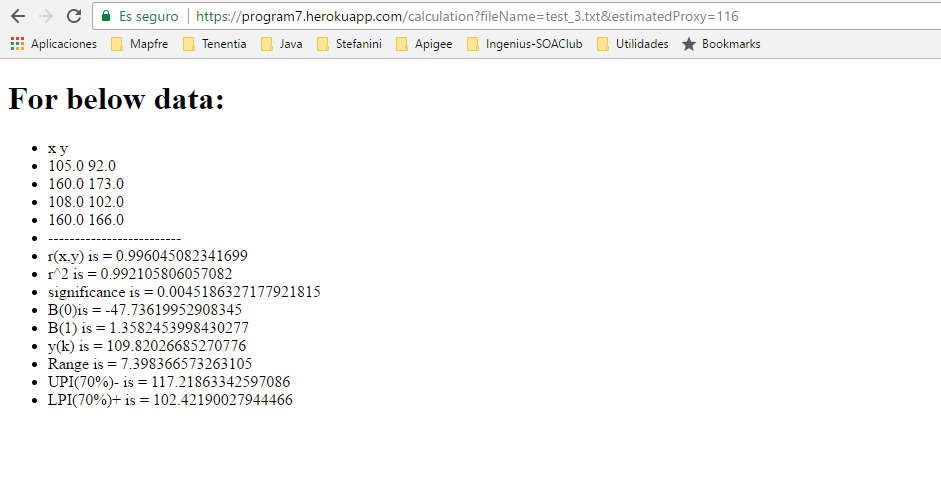 Es seguro https://program7.herokuapp.com/calculation?fileName=test_3.txt&estimatedProxy=116
Aplicaciones Mapfre Tenentia Java Stefanini Apigee Ingenius-SOAClub Utilidades Bookmarks
For below data:
x y
105.0 92.0
160.0 173.0
108.0 102.0
160.0 166.0
--------------------------
r(x,y) is = 0.996045082341699
r^2 is = 0.992105806057082
significance is = 0.0045186327177921815
B(0)is = -47.73619952908345
B(1) is = 1.3582453998430277
y(k) is = 109.82026685270776
Range is = 7.398366573263105
UPI(70%)- is = 117.21863342597086
LPI(70%)+ is = 102.42190027944466